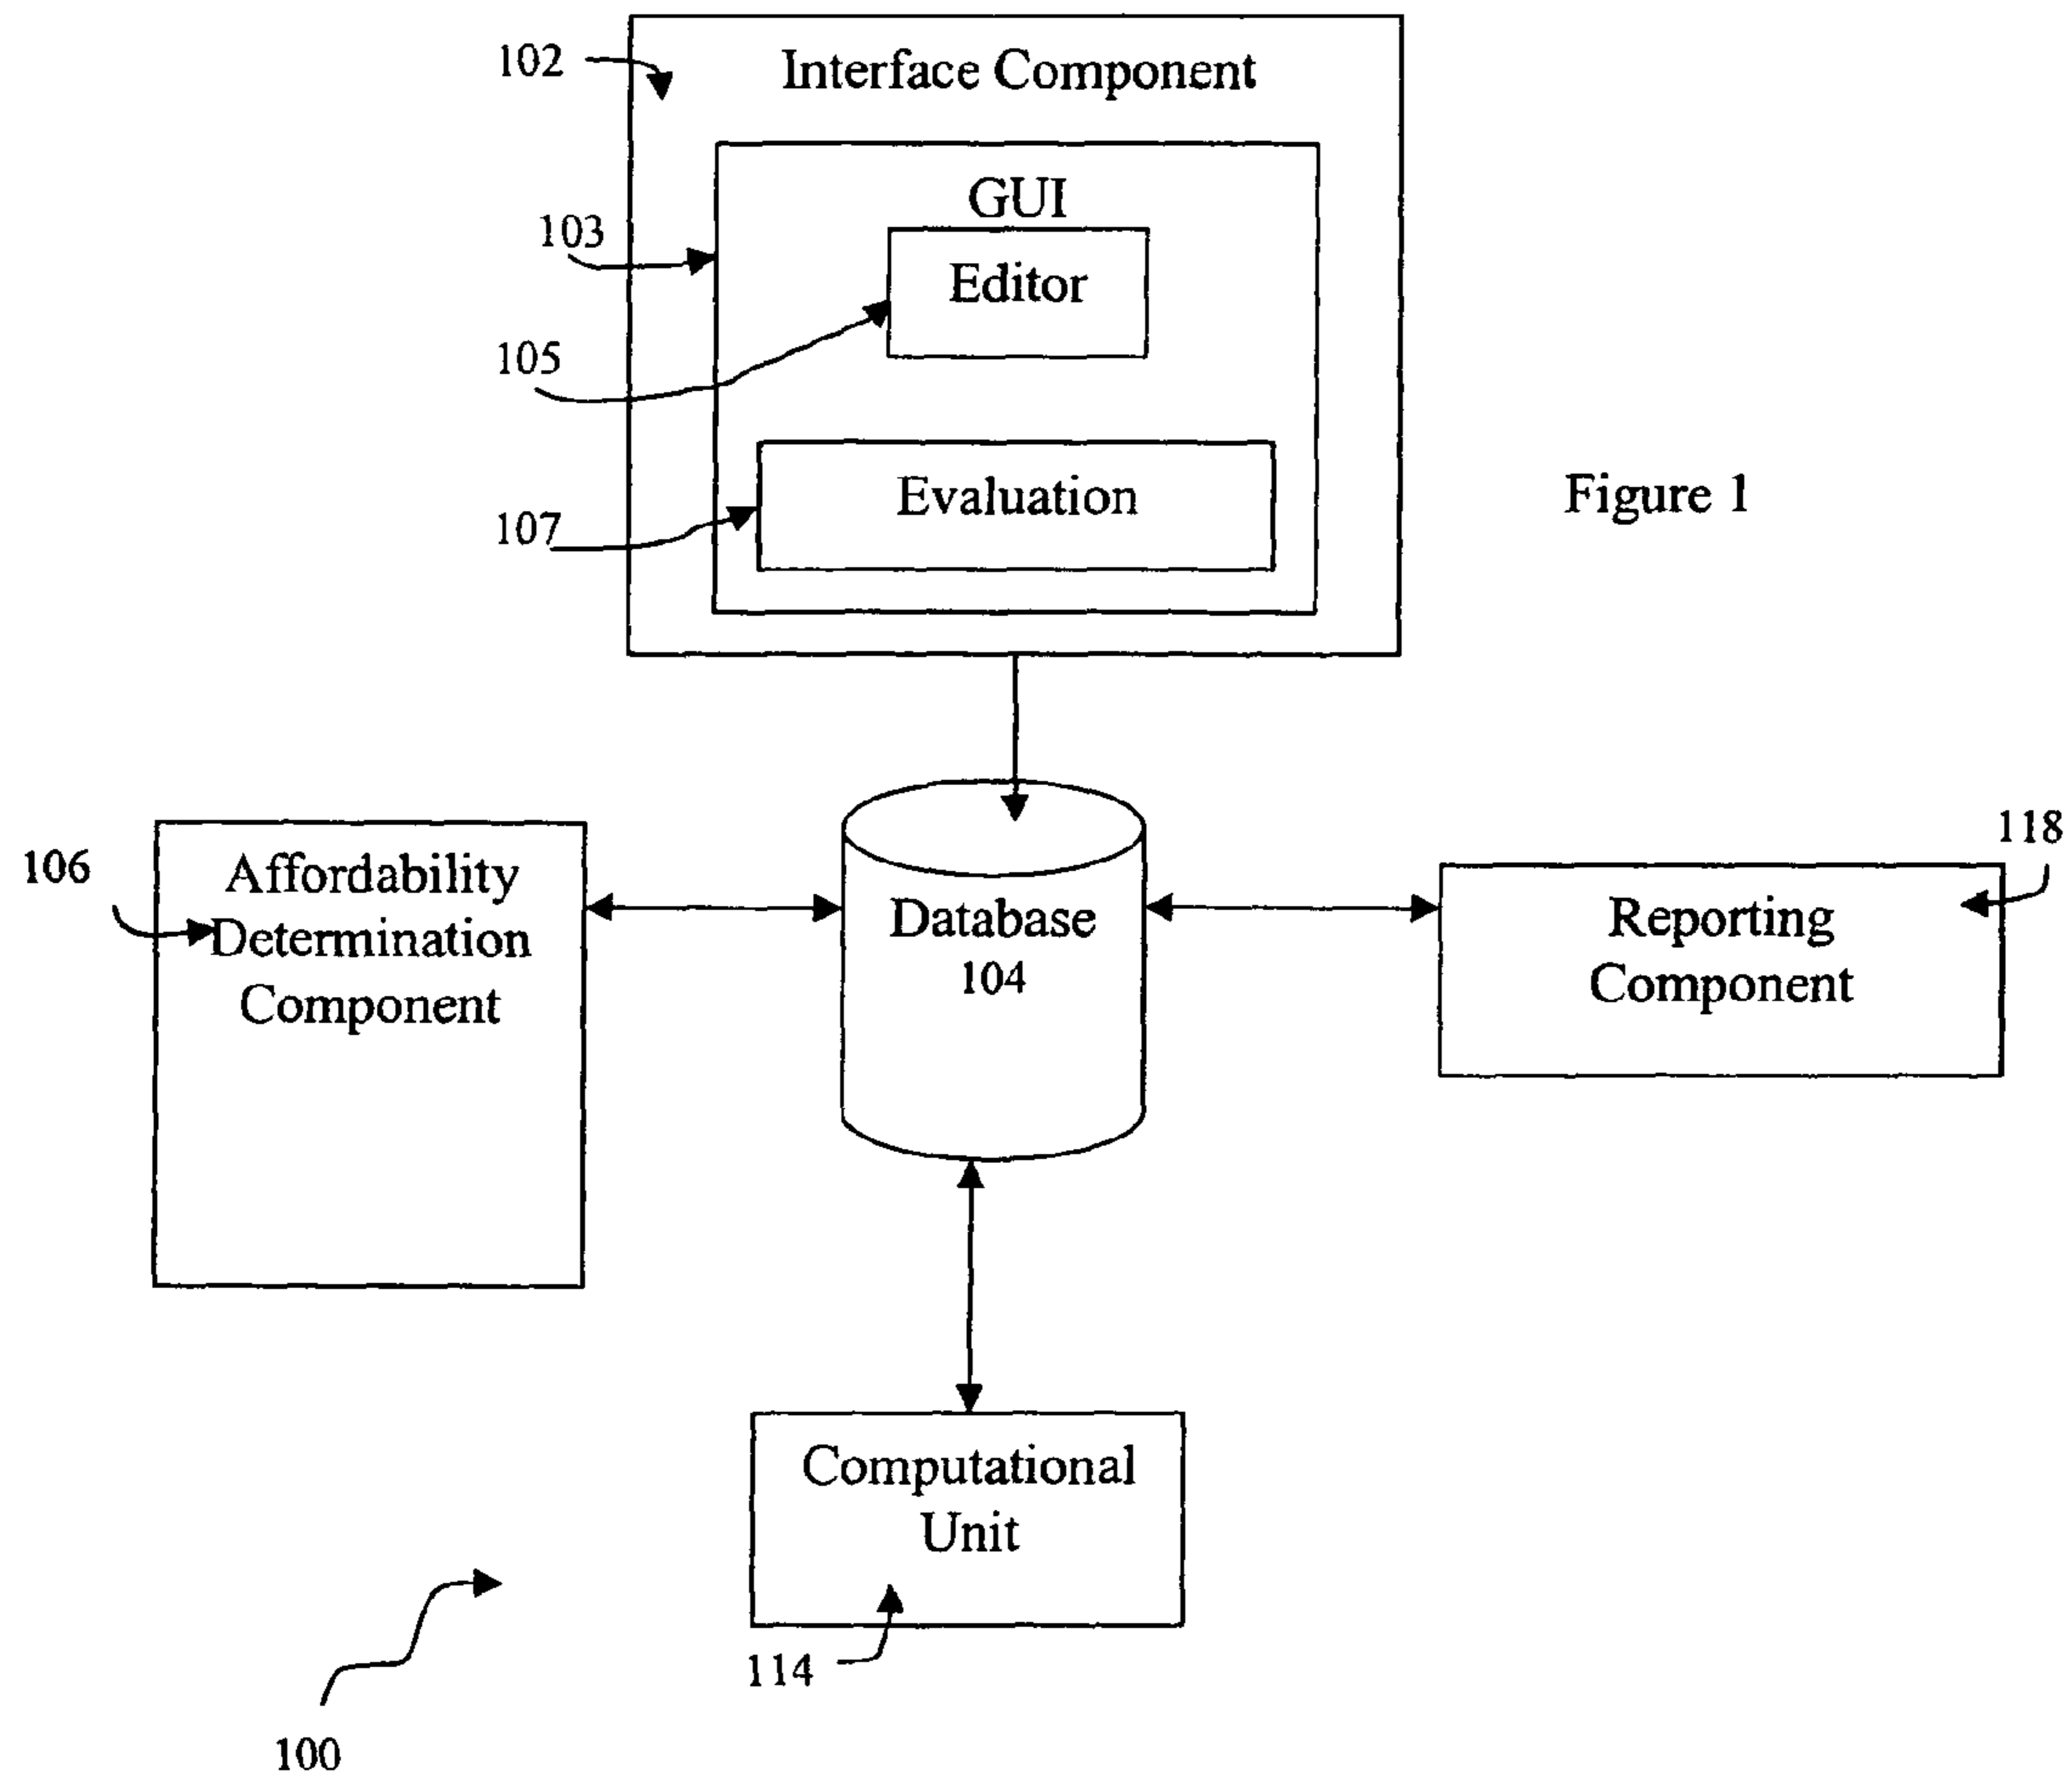 102
Interface Component
GUI
103
Editor
105
Evaluation
107
Figure 1
106
Affordability
Determination
Component
Database
104
118
Reporting
Component
Computational
Unit
114
100